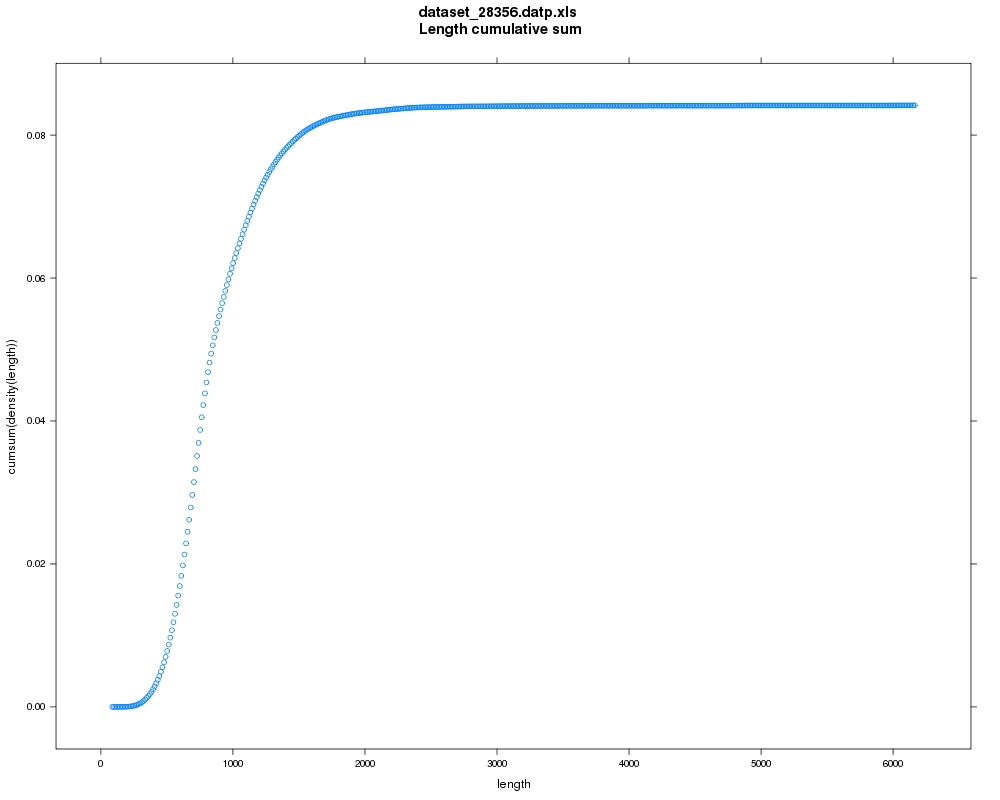 dataset_28356.datp.xls
Length cumulative sum
0.08
0.06
0.04
0.02
0.00
cumsum(density(length))
0 1000 2000 3000 4000 5000 6000
length